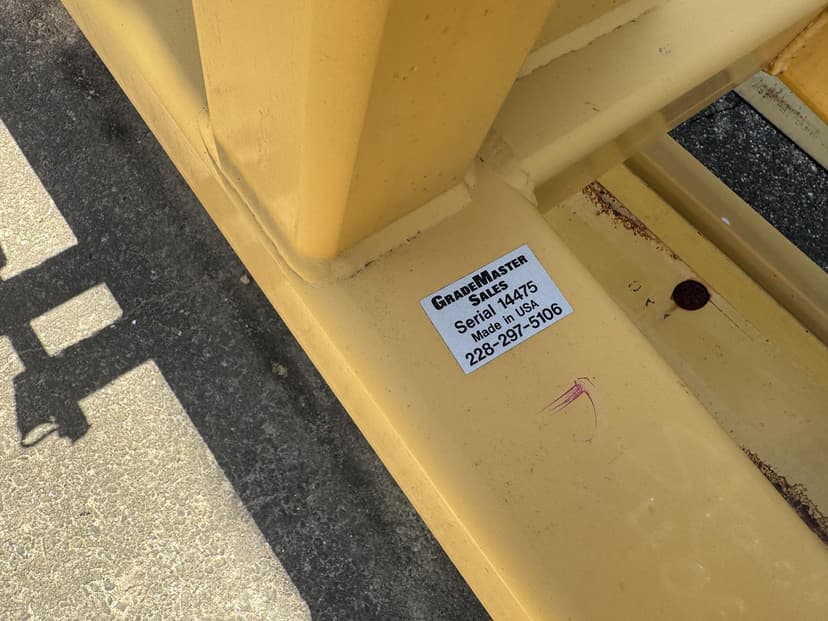 GRADEMASTER
SALES
Serial 14475
Made in USA
228-297-5106